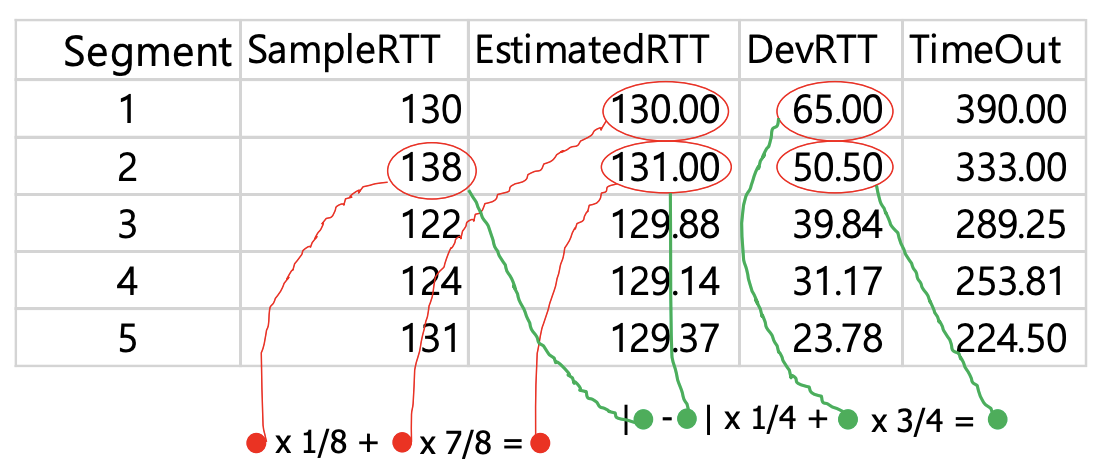 Segment SampleRTT EstimatedRTT DevRTT TimeOut
1 130 130.00 65.00 390.00
2 138 131.00 50.50 333.00
3 122 129.88 39.84 289.25
4 124 129.14 31.17 253.81
5 131 129.37 23.78 224.50
| - | x 1/4 + x 3/4 =
x 1/8 + x 7/8 =